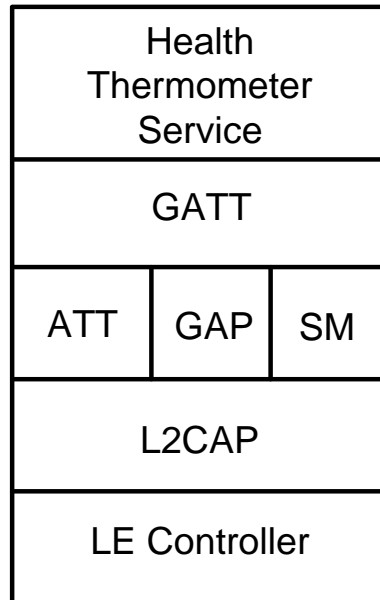 Health
Thermometer
Service
GATT
ATT GAP SM
L2CAP
LE Controller